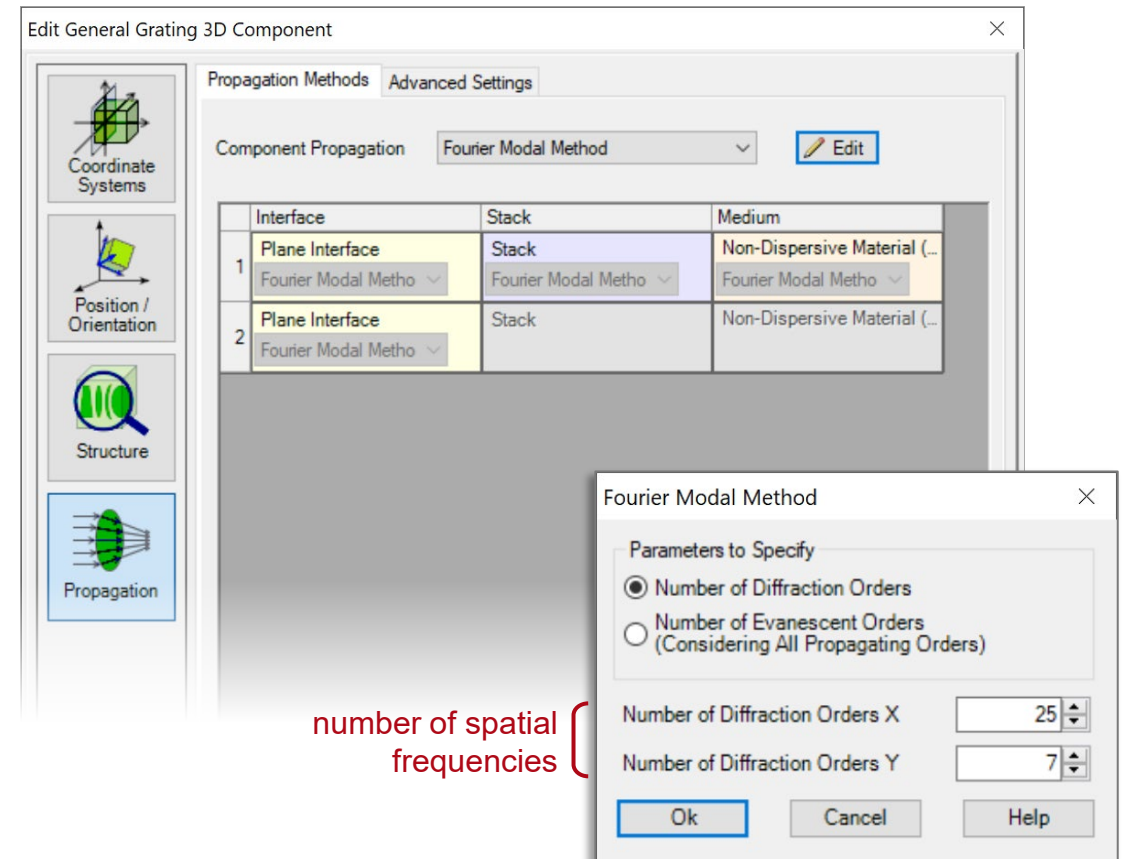 Edit General Grating 3D Component
Propagation Methods
Advanced Settings
Coordinate
Systems
Component Propagation
Fourier Modal Method
Edit
Interface
Stack
Medium
1
Plane Interface
Stack
Non-Dispersive Material (...
Fourier Modal Metho
Fourier Modal Metho
Fourier Modal Metho
Position /
Orientation
2
Plane Interface
Stack
Non-Dispersive Material (...
Fourier Modal Metho
Structure
Propagation
Fourier Modal Method
Parameters to Specify
Number of Diffraction Orders
Number of Evanescent Orders
(Considering All Propagating Orders)
number of spatial
frequencies
Number of Diffraction Orders X
25
Number of Diffraction Orders Y
7
Ok
Cancel
Help